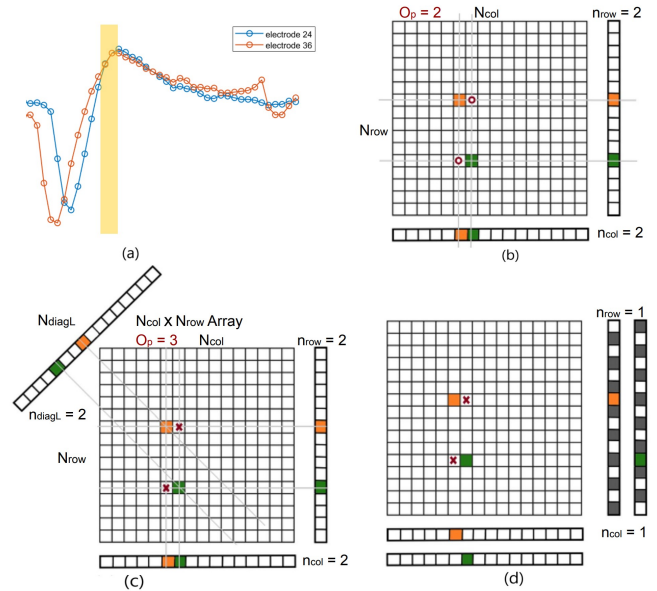 electrode 24
electrode 36
(a)
Op = 2
Ncol
nrow = 2
Nrow
ncol = 2
(b)
NdiagL
Ncol x Nrow Array
Op = 3
Ncol
nrow = 2
ndiagL = 2
Nrow
ncol = 2
(c)
nrow = 1
ncol = 1
(d)